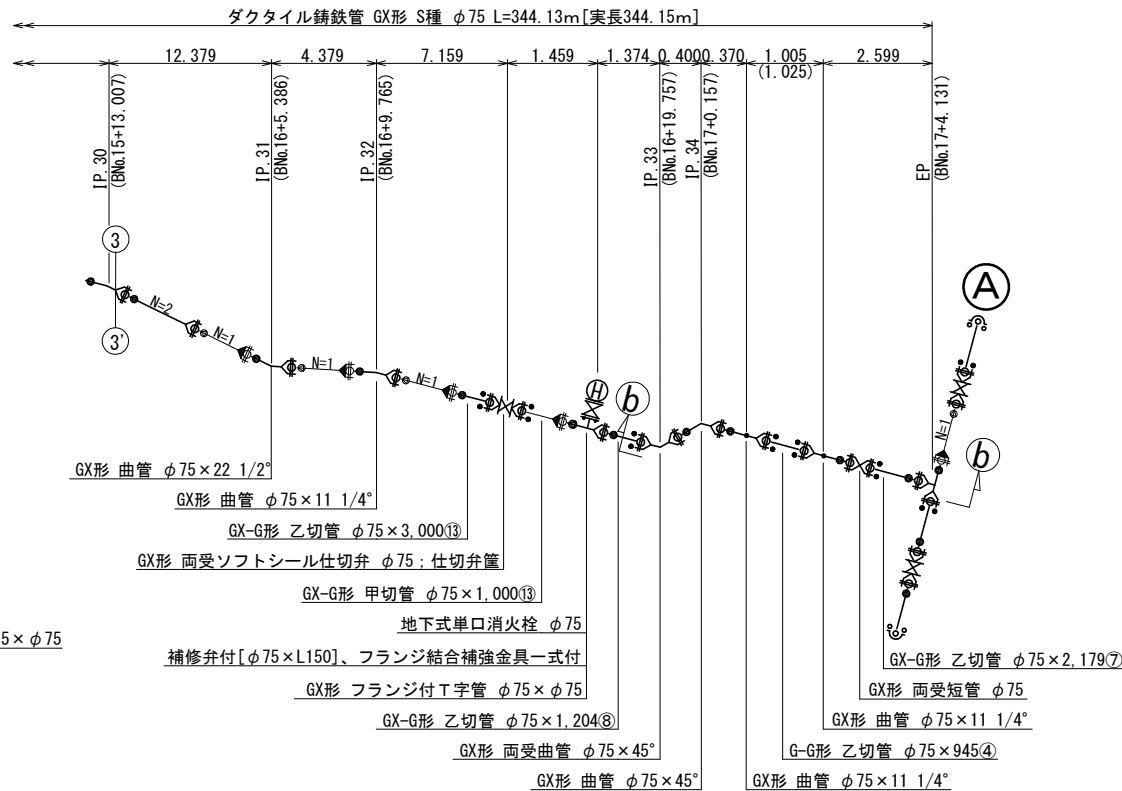 ダクタイル鋳鉄管 GX形 S種 φ75 L=344.13m[実長344.15m]
12.379
4.379
7.159
1.459
1.374
0.400
0.370
1.005
(1.025)
2.599
IP.30
(BNo.15+13.007)
IP.31
(BNo.16+5.386)
IP.32
(BNo.16+9.765)
IP.33
(BNo.16+19.757)
IP.34
(BNo.17+0.157)
EP
(BNo.17+4.131)
3
3'
N=2
N=1
N=1
N=1
H
b
A
N=1
b
GX形 曲管 φ75×22 1/2°
GX形 曲管 φ75×11 1/4°
GX-G形 乙切管 φ75×3,000⑬
GX形 両受ソフトシール仕切弁 φ75;仕切弁筐
GX-G形 甲切管 φ75×1,000⑬
地下式単口消火栓 φ75
補修弁付[φ75×L150]、フランジ結合補強金具一式付
GX形 フランジ付T字管 φ75×φ75
GX-G形 乙切管 φ75×1,204⑧
GX形 両受曲管 φ75×45°
GX形 曲管 φ75×45°
5×φ75
GX-G形 乙切管 φ75×2,179⑦
GX形 両受短管 φ75
GX形 曲管 φ75×11 1/4°
G-G形 乙切管 φ75×945④
GX形 曲管 φ75×11 1/4°